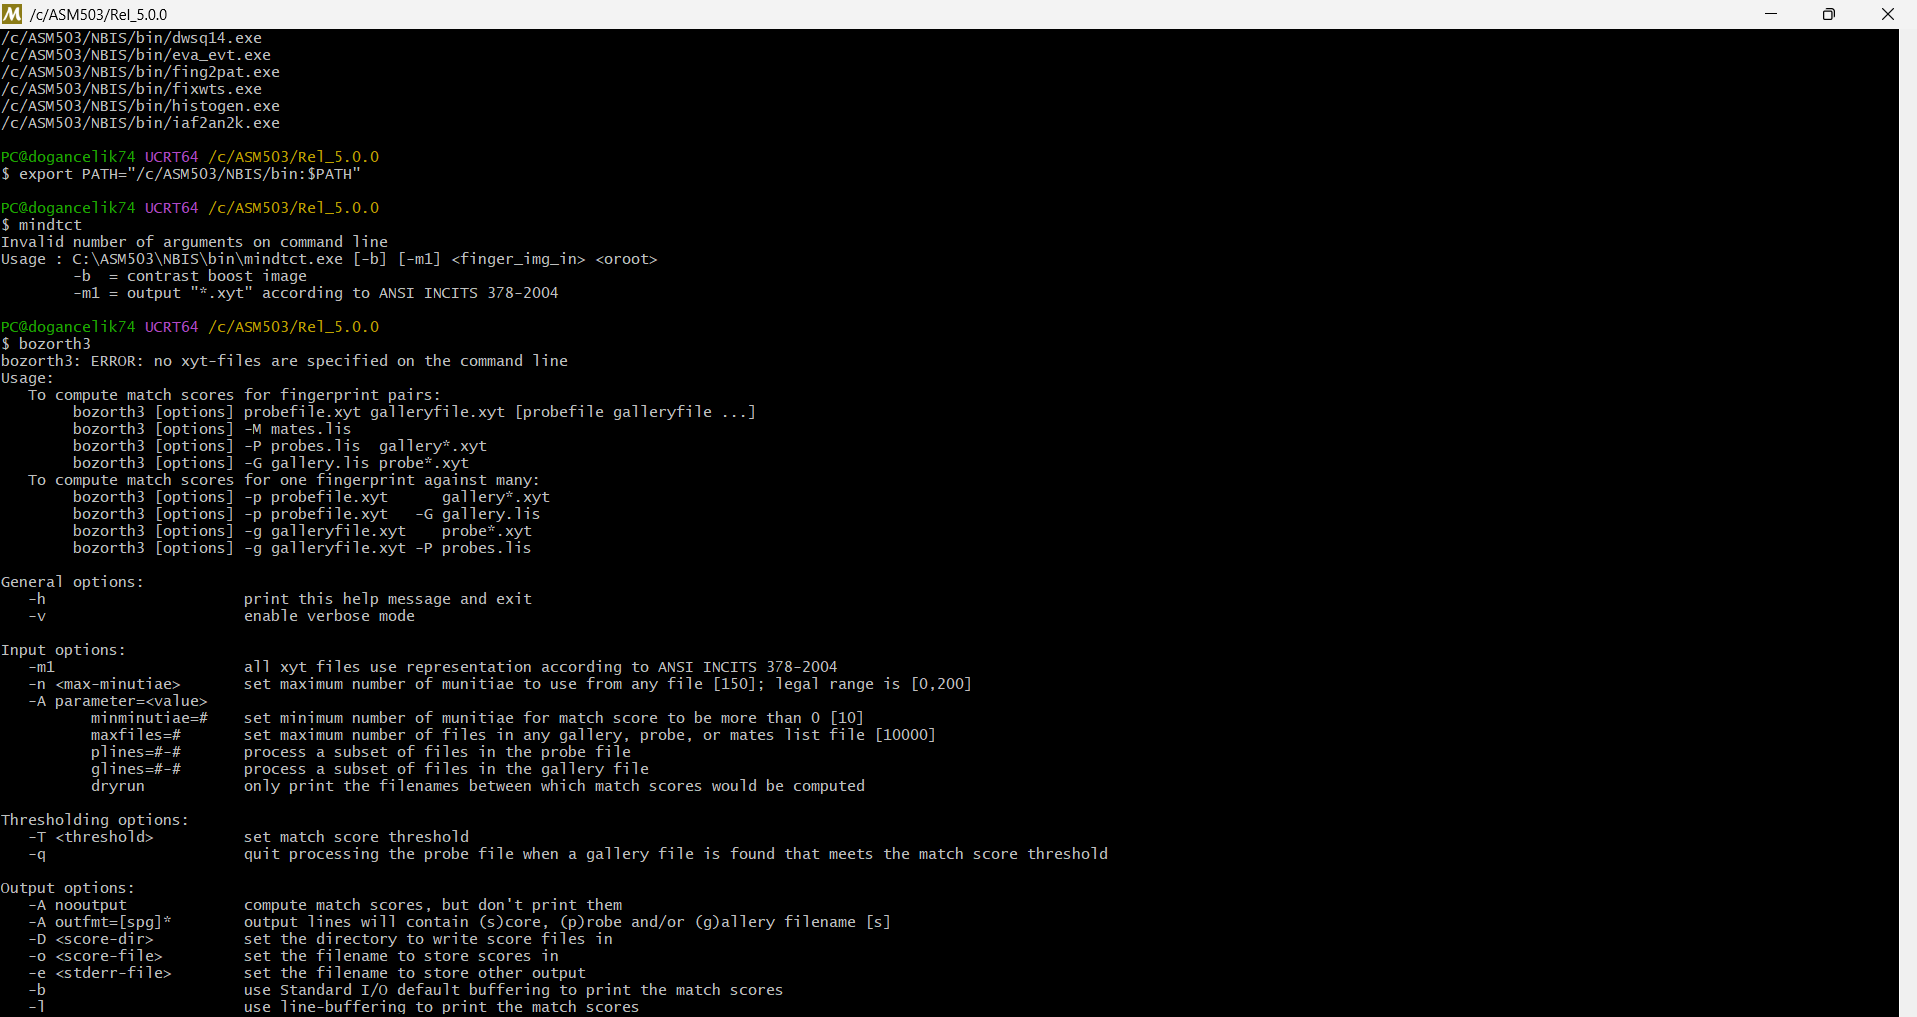 /c/ASM503/Rel_5.0.0
/c/ASM503/NBIS/bin/dwsq14.exe
/c/ASM503/NBIS/bin/eva_evt.exe
/c/ASM503/NBIS/bin/fing2pat.exe
/c/ASM503/NBIS/bin/fixwts.exe
/c/ASM503/NBIS/bin/histogen.exe
/c/ASM503/NBIS/bin/iaf2an2k.exe
PC@dogancelik74 UCRT64 /c/ASM503/Rel_5.0.0
$ export PATH="/c/ASM503/NBIS/bin:$PATH"
PC@dogancelik74 UCRT64 /c/ASM503/Rel_5.0.0
$ mindtct
Invalid number of arguments on command line
Usage : C:\ASM503\NBIS\bin\mindtct.exe [-b] [-m1] <finger_img_in> <oroot>
        -b  = contrast boost image
        -m1 = output "*.xyt" according to ANSI INCITS 378-2004
PC@dogancelik74 UCRT64 /c/ASM503/Rel_5.0.0
$ bozorth3
bozorth3: ERROR: no xyt-files are specified on the command line
Usage:
   To compute match scores for fingerprint pairs:
        bozorth3 [options] probefile.xyt galleryfile.xyt [probefile galleryfile ...]
        bozorth3 [options] -M mates.lis
        bozorth3 [options] -P probes.lis  gallery*.xyt
        bozorth3 [options] -G gallery.lis probe*.xyt
   To compute match scores for one fingerprint against many:
        bozorth3 [options] -p probefile.xyt      gallery*.xyt
        bozorth3 [options] -p probefile.xyt   -G gallery.lis
        bozorth3 [options] -g galleryfile.xyt    probe*.xyt
        bozorth3 [options] -g galleryfile.xyt -P probes.lis
General options:
   -h                      print this help message and exit
   -v                      enable verbose mode
Input options:
   -m1                     all xyt files use representation according to ANSI INCITS 378-2004
   -n <max-minutiae>       set maximum number of munitiae to use from any file [150]; legal range is [0,200]
   -A parameter=<value>
          minminutiae=#    set minimum number of munitiae for match score to be more than 0 [10]
          maxfiles=#       set maximum number of files in any gallery, probe, or mates list file [10000]
          plines=#-#       process a subset of files in the probe file
          glines=#-#       process a subset of files in the gallery file
          dryrun           only print the filenames between which match scores would be computed
Thresholding options:
   -T <threshold>          set match score threshold
   -q                      quit processing the probe file when a gallery file is found that meets the match score threshold
Output options:
   -A nooutput             compute match scores, but don't print them
   -A outfmt=[spg]*        output lines will contain (s)core, (p)robe and/or (g)allery filename [s]
   -D <score-dir>          set the directory to write score files in
   -o <score-file>         set the filename to store scores in
   -e <stderr-file>        set the filename to store other output
   -b                      use Standard I/O default buffering to print the match scores
   -l                      use line-buffering to print the match scores